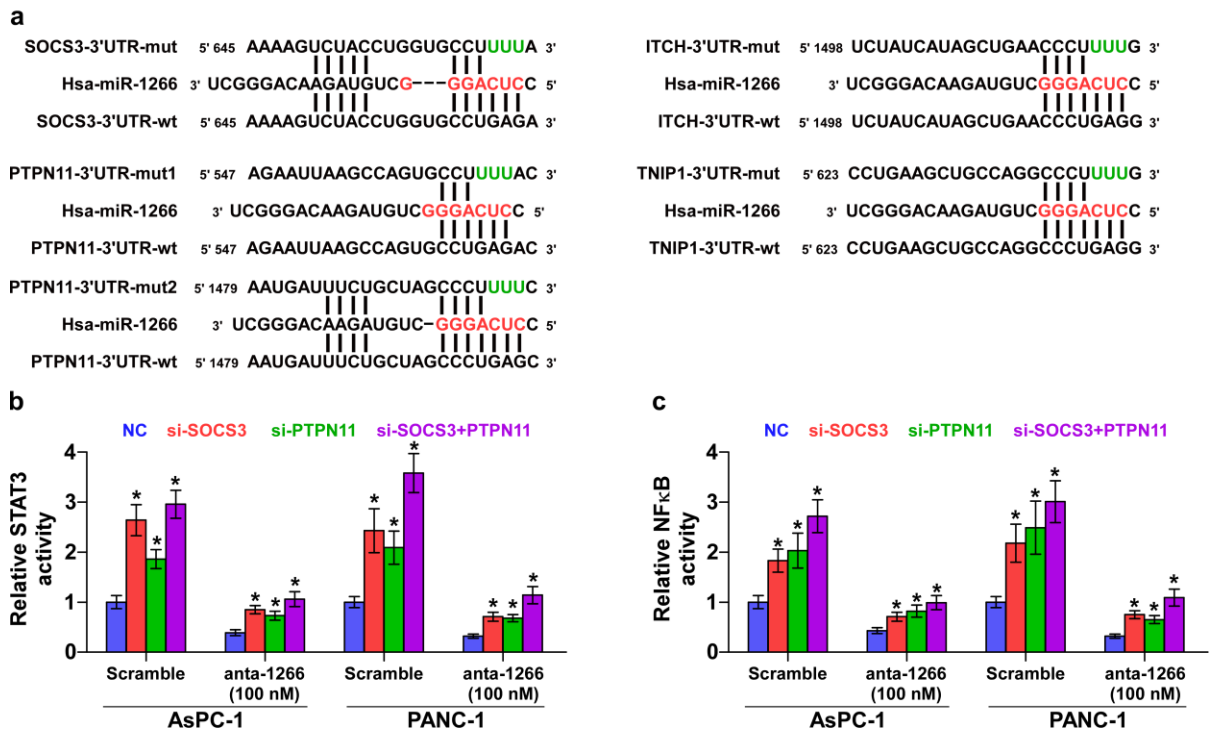 a
SOCS3-3'UTR-mut 5' 645 AAAAGUCUACCUGGUGCCUUUUA 3'
Hsa-miR-1266 3' UCGGGACAAGAUGUCG---GGACUCC 5'
SOCS3-3'UTR-wt 5' 645 AAAAGUCUACCUGGUGCCUGAGA 3'
PTPN11-3'UTR-mut1 5' 547 AGAAUUAAGCCAGUGCCUUUUAC 3'
Hsa-miR-1266 3' UCGGGACAAGAUGUCGGGACUCC 5'
PTPN11-3'UTR-wt 5' 547 AGAAUUAAGCCAGUGCCUGAGAC 3'
PTPN11-3'UTR-mut2 5' 1479 AAUGAUUUCUGCUAGCCCUUUUC 3'
Hsa-miR-1266 3' UCGGGACAAGAUGUC-GGGACUCC 5'
PTPN11-3'UTR-wt 5' 1479 AAUGAUUUCUGCUAGCCCUGAGC 3'
ITCH-3'UTR-mut 5' 1498 UCUAUCAUAGCUGAACCCUUUUG 3'
Hsa-miR-1266 3' UCGGGACAAGAUGUCGGGACUCC 5'
ITCH-3'UTR-wt 5' 1498 UCUAUCAUAGCUGAACCCUGAGG 3'
TNIP1-3'UTR-mut 5' 623 CCUGAAGCUGCCAGGCCCUUUUG 3'
Hsa-miR-1266 3' UCGGGACAAGAUGUCGGGACUCC 5'
TNIP1-3'UTR-wt 5' 623 CCUGAAGCUGCCAGGCCCUGAGG 3'
b
NC si-SOCS3 si-PTPN11 si-SOCS3+PTPN11
Relative STAT3
activity
4
3
2
1
0
* * * * * * * * * * * *
Scramble anta-1266 Scramble anta-1266
(100 nM) (100 nM)
AsPC-1 PANC-1
c
NC si-SOCS3 si-PTPN11 si-SOCS3+PTPN11
Relative NFκB
activity
4
3
2
1
0
* * * * * * * * * * * *
Scramble anta-1266 Scramble anta-1266
(100 nM) (100 nM)
AsPC-1 PANC-1